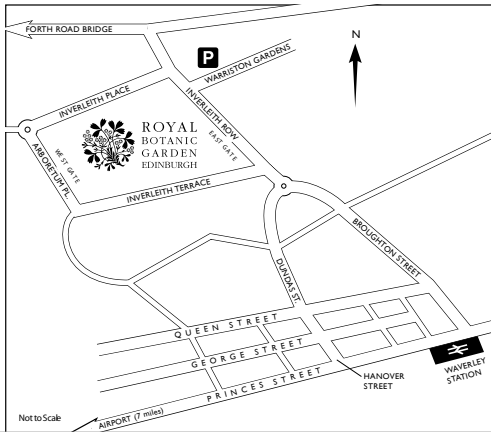 FORTH ROAD BRIDGE
P
WARRISTON GARDENS
N
INVERLEITH PLACE
INVERLEITH ROW
ROYAL
BOTANIC
GARDEN
EDINBURGH
EAST GATE
WEST GATE
ARBORETUM PL.
INVERLEITH TERRACE
BROUGHTON STREET
DUNDAS ST.
QUEEN STREET
GEORGE STREET
PRINCES STREET
HANOVER
STREET
WAVERLEY
STATION
Not to Scale
AIRPORT (7 miles)